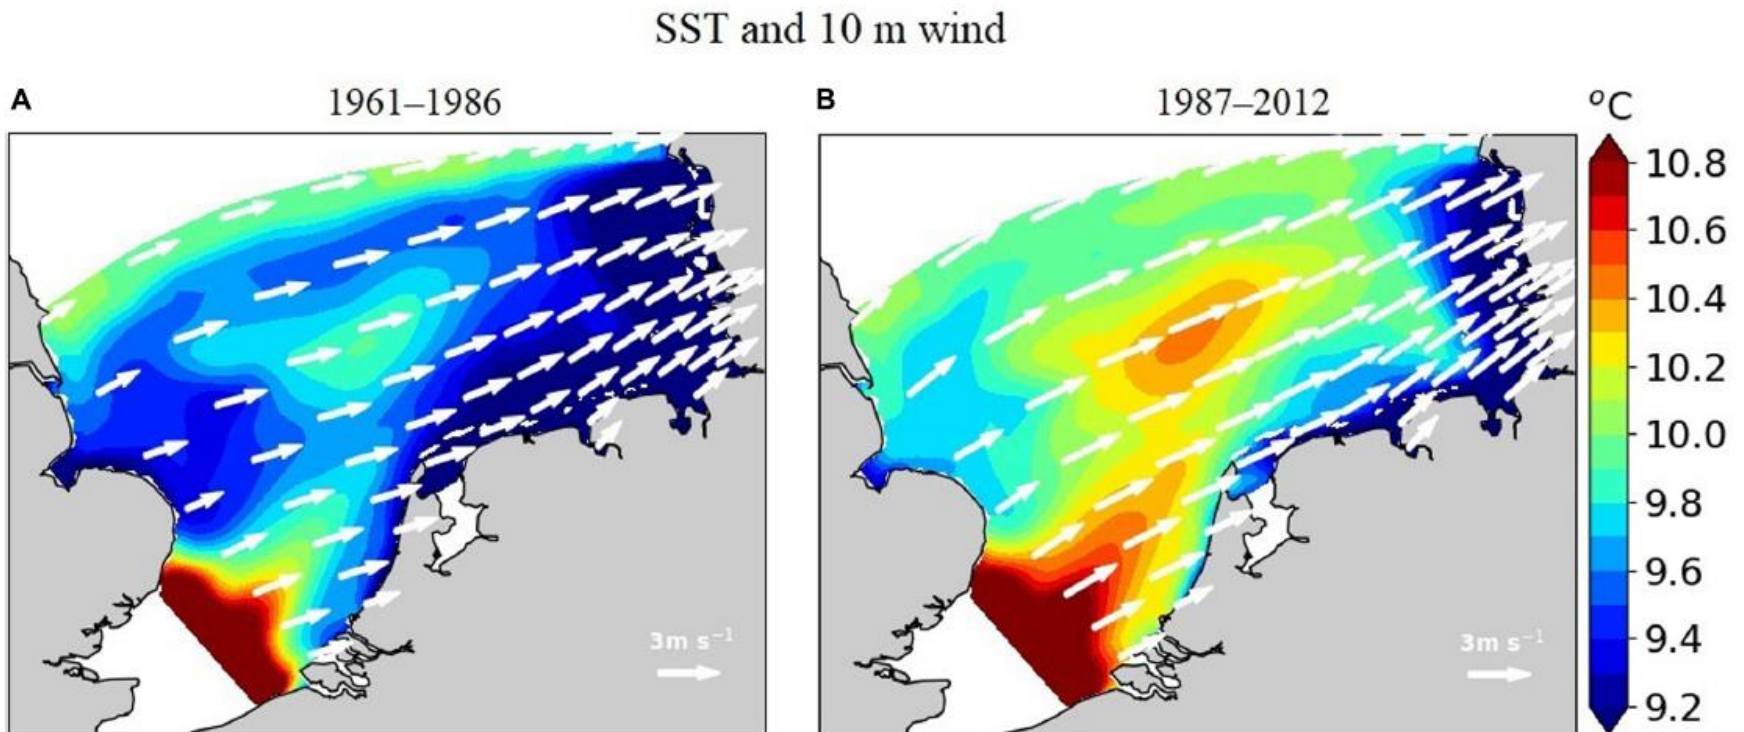 SST and 10 m wind
A
1961–1986
B
1987–2012
°C
10.8
10.6
10.4
10.2
10.0
9.8
9.6
9.4
9.2
3m s⁻¹
3m s⁻¹